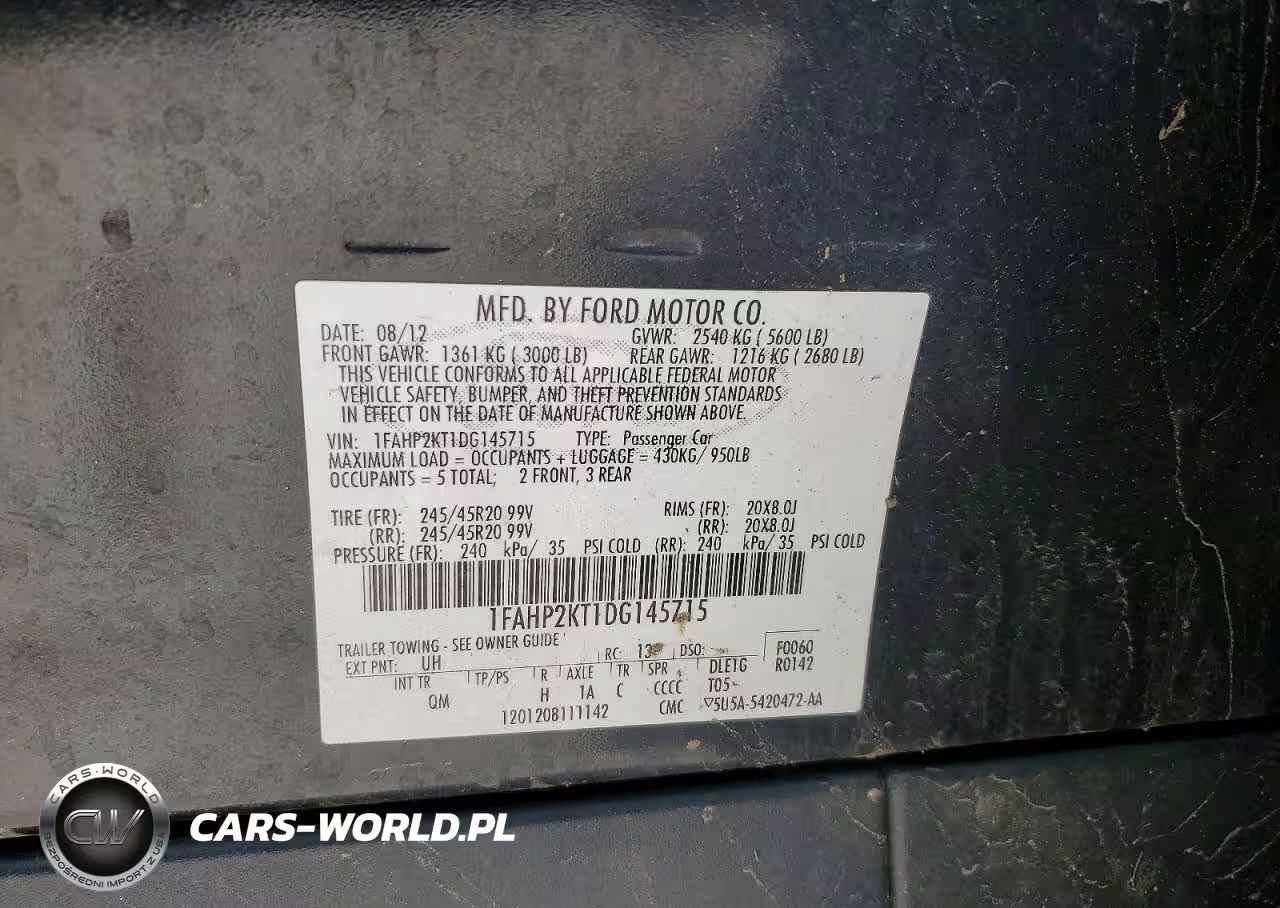 MFD. BY FORD MOTOR CO.
DATE: 08/12 GVWR: 2540 KG ( 5600 LB)
FRONT GAWR: 1361 KG ( 3000 LB) REAR GAWR: 1216 KG ( 2680 LB)
THIS VEHICLE CONFORMS TO ALL APPLICABLE FEDERAL MOTOR
VEHICLE SAFETY, BUMPER, AND THEFT PREVENTION STANDARDS
IN EFFECT ON THE DATE OF MANUFACTURE SHOWN ABOVE.
VIN: 1FAHP2KT1DG145715 TYPE: Passenger Car
MAXIMUM LOAD = OCCUPANTS + LUGGAGE = 430KG/ 950LB
OCCUPANTS = 5 TOTAL; 2 FRONT, 3 REAR
TIRE (FR): 245/45R20 99V RIMS (FR): 20X8.0J
(RR): 245/45R20 99V (RR): 20X8.0J
PRESSURE (FR): 240 kPa/ 35 PSI COLD (RR): 240 kPa/ 35 PSI COLD
1FAHP2KT1DG145715
TRAILER TOWING - SEE OWNER GUIDE RC: DSO: F0060
EXT PNT: UH R0142
INT TR TP/PS R AXLE TR SPR DLE1G
QM H 1A C CCCC T05
1201208111142 CMC ▽5U5A-5420472-AA
CARS-WORLD
CW
BEZPOŚREDNI IMPORT Z USA
CARS-WORLD.PL